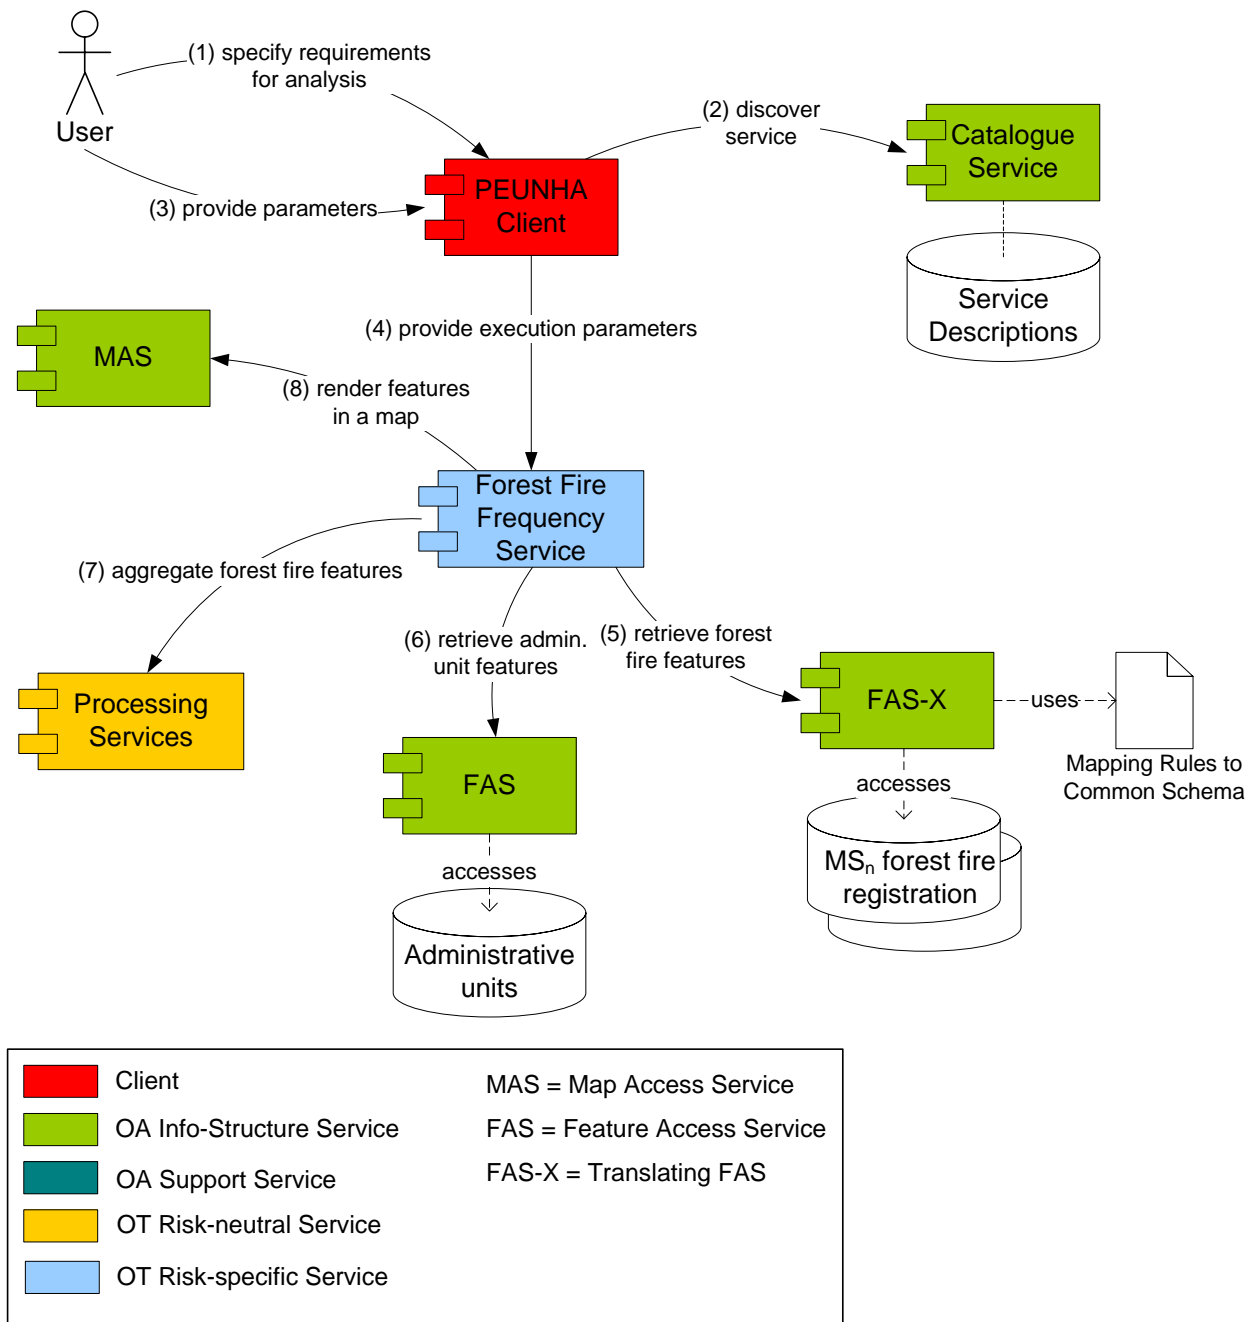 (1) specify requirements
for analysis
User
(2) discover
service
Catalogue
Service
PEUNHA
Client
(3) provide parameters
Service
Descriptions
(4) provide execution parameters
MAS
(8) render features
in a map
Forest Fire
Frequency
Service
(7) aggregate forest fire features
(6) retrieve admin.
unit features
(5) retrieve forest
fire features
Processing
Services
FAS-X
uses
Mapping Rules to
Common Schema
FAS
accesses
MSn forest fire
registration
accesses
Administrative
units
Client
OA Info-Structure Service
OA Support Service
OT Risk-neutral Service
OT Risk-specific Service
MAS = Map Access Service
FAS = Feature Access Service
FAS-X = Translating FAS